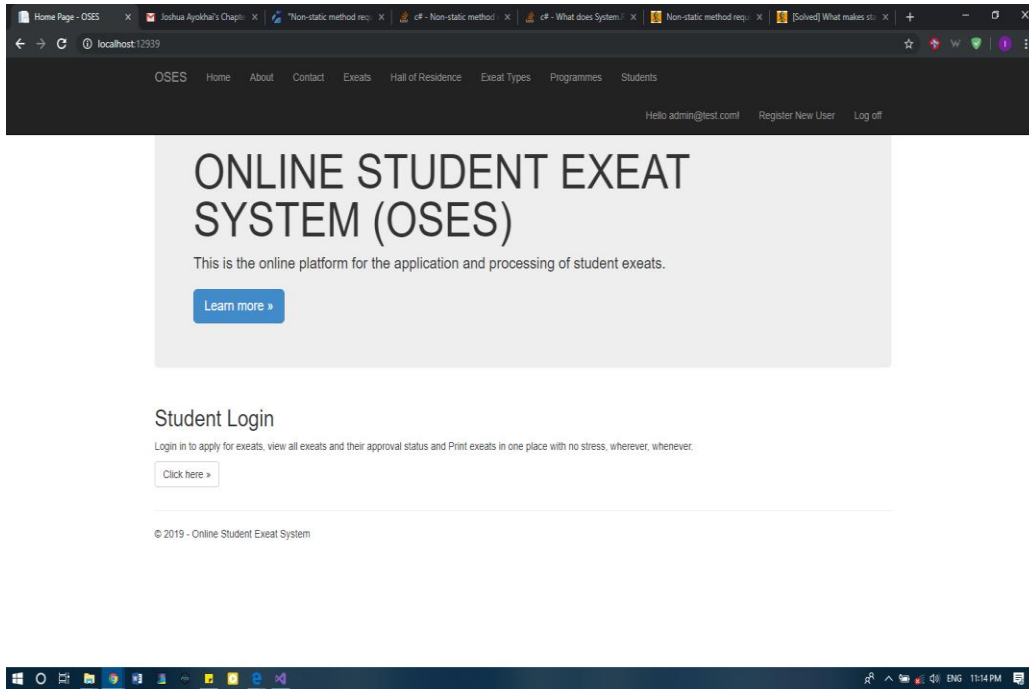 Home Page - OSES
Joshua Ayokhai's Chapte
"Non-static method requ
c# - Non-static method
c# - What does System.
Non-static method requ
[Solved] What makes sta
localhost:12939
OSES Home About Contact Exeats Hall of Residence Exeat Types Programmes Students
Hello admin@test.com! Register New User Log off
ONLINE STUDENT EXEAT
SYSTEM (OSES)
This is the online platform for the application and processing of student exeats.
Learn more »
Student Login
Login in to apply for exeats, view all exeats and their approval status and Print exeats in one place with no stress, wherever, whenever.
Click here »
© 2019 - Online Student Exeat System
ENG 11:14 PM